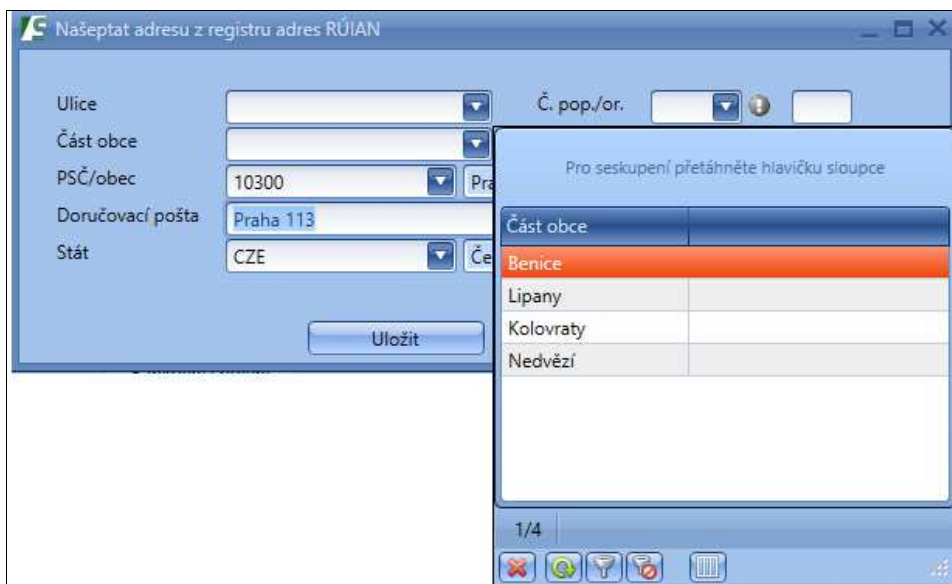 Našeptat adresu z registru adres RÚIAN
Ulice
Č. pop./or.
Část obce
PSČ/obec
10300
Pra
Doručovací pošta
Praha 113
Stát
CZE
Če
Uložit
Pro seskupení přetáhněte hlavičku sloupce
Část obce
Benice
Lipany
Kolovraty
Nedvězí
1/4